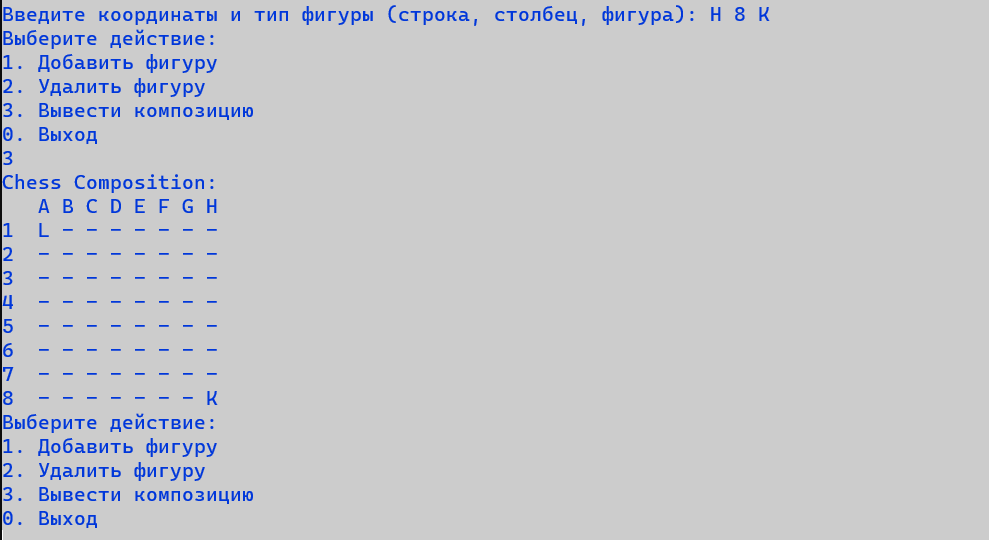 Введите координаты и тип фигуры (строка, столбец, фигура): H 8 К
Выберите действие:
1. Добавить фигуру
2. Удалить фигуру
3. Вывести композицию
0. Выход
3
Chess Composition:
   A B C D E F G H
1  L - - - - - - -
2  - - - - - - - -
3  - - - - - - - -
4  - - - - - - - -
5  - - - - - - - -
6  - - - - - - - -
7  - - - - - - - -
8  - - - - - - - К
Выберите действие:
1. Добавить фигуру
2. Удалить фигуру
3. Вывести композицию
0. Выход